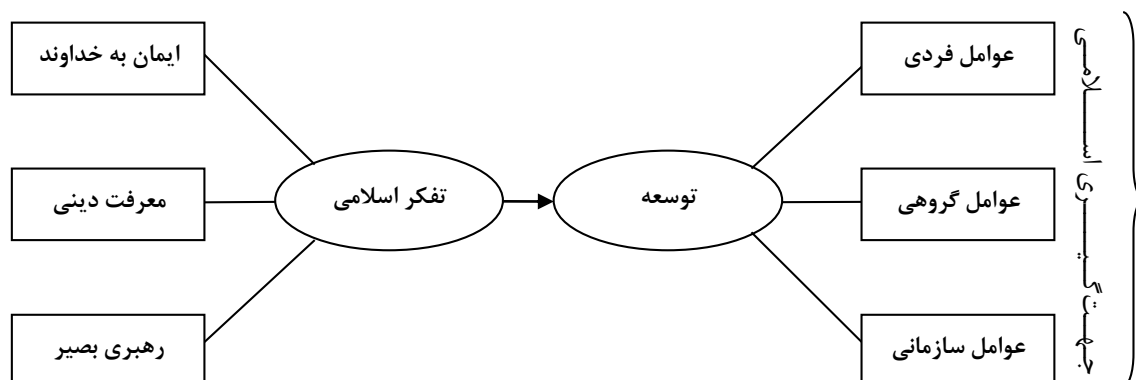 عوامل فردی
ایمان به خداوند
جهت‌گیری اسلامی
توسعه
تفکر اسلامی
عوامل گروهی
معرفت دینی
عوامل سازمانی
رهبری بصیر